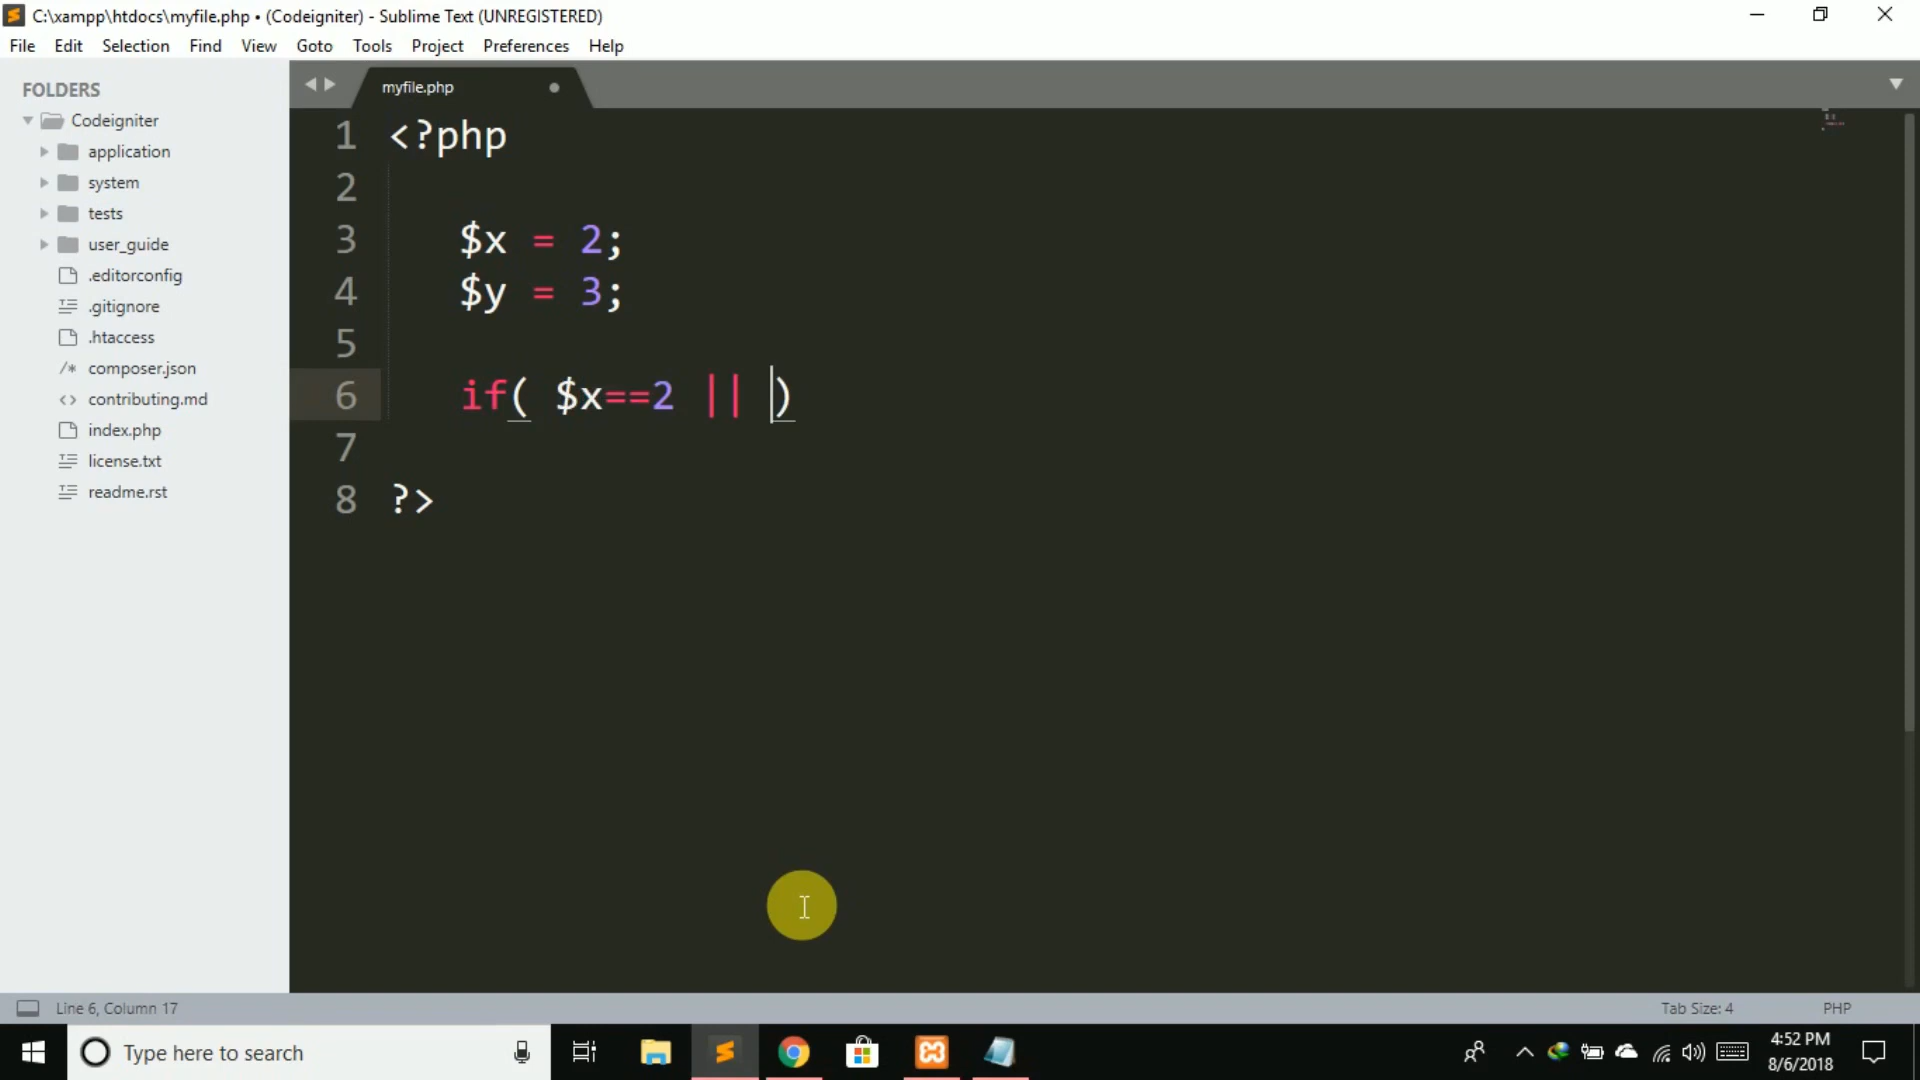 C:\xampp\htdocs\myfile.php • (Codeigniter) - Sublime Text (UNREGISTERED)
File Edit Selection Find View Goto Tools Project Preferences Help
FOLDERS
Codeigniter
application
system
tests
user_guide
.editorconfig
.gitignore
.htaccess
/* composer.json
<> contributing.md
index.php
license.txt
readme.rst
myfile.php
1 <?php
2
3 $x = 2;
4 $y = 3;
5
6 if( $x==2 || )
7
8 ?>
Line 6, Column 17
Tab Size: 4
PHP
Type here to search
4:52 PM
8/6/2018